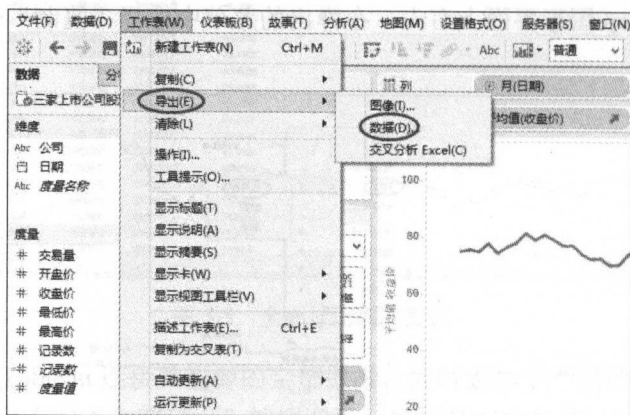 文件(F) 数据(D) 工作表(W) 仪表板(B) 故事(T) 分析(A) 地图(M) 设置格式(O) 服务器(S) 窗口(N)
Abc 普通
数据
新建工作表(N) Ctrl+M
复制(C)
导出(E)
清除(L)
操作(I)...
工具提示(O)...
显示标题(T)
显示说明(A)
显示摘要(S)
显示卡(W)
显示视图工具栏(V)
描述工作表(E)... Ctrl+E
复制为交叉表(T)
自动更新(A)
运行更新(P)
图像(I)...
数据(D)...
交叉分析 Excel(C)
三家上市公司股
维度
Abc 公司
日期
Abc 度量名称
度量
# 交易量
# 开盘价
# 收盘价
# 最低价
# 最高价
# 记录数
# 记录数
# 度量值
列 月(日期)
均值(收盘价)
100
80
60
40
20
平均值 收盘价